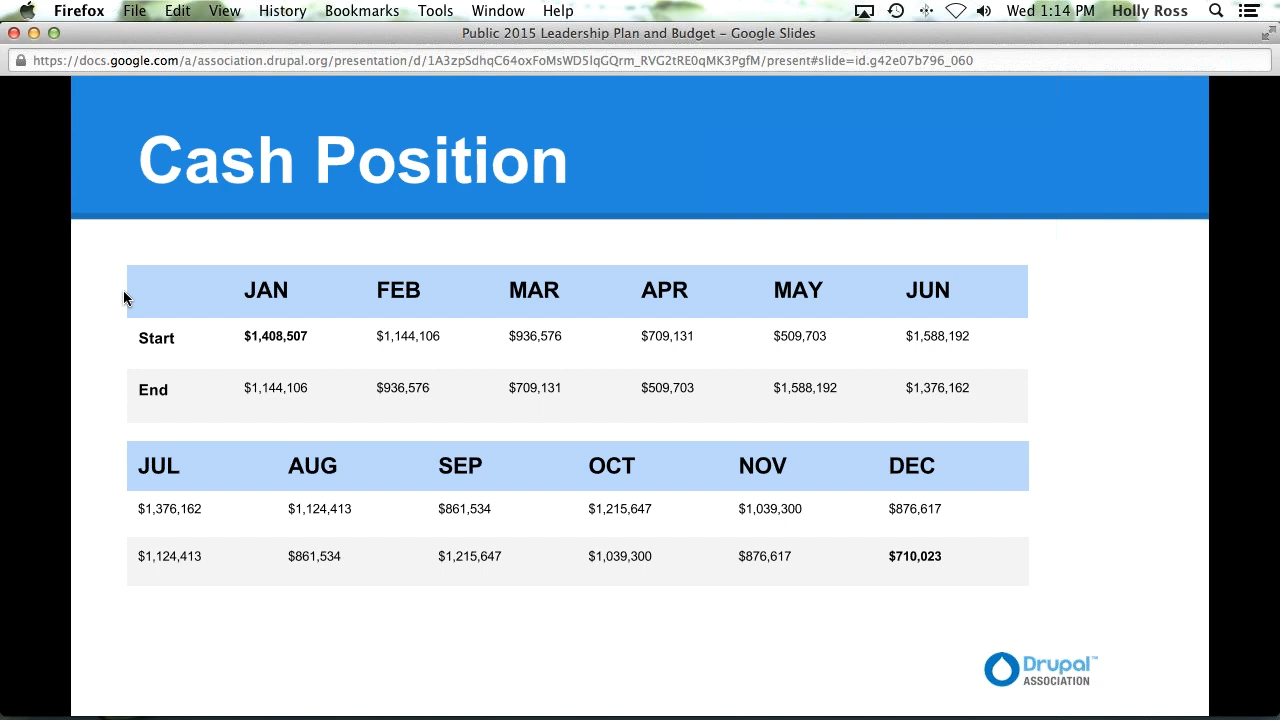 Firefox File Edit View History Bookmarks Tools Window Help Wed 1:14 PM Holly Ross
Public 2015 Leadership Plan and Budget – Google Slides
https://docs.google.com/a/association.drupal.org/presentation/d/1A3zpSdhqC64oxFoMsWD5IqGQrm_RVG2tRE0qMK3PgfM/present#slide=id.g42e07b796_060
Cash Position
JAN FEB MAR APR MAY JUN
Start $1,408,507 $1,144,106 $936,576 $709,131 $509,703 $1,588,192
End $1,144,106 $936,576 $709,131 $509,703 $1,588,192 $1,376,162
JUL AUG SEP OCT NOV DEC
$1,376,162 $1,124,413 $861,534 $1,215,647 $1,039,300 $876,617
$1,124,413 $861,534 $1,215,647 $1,039,300 $876,617 $710,023
Drupal™
ASSOCIATION